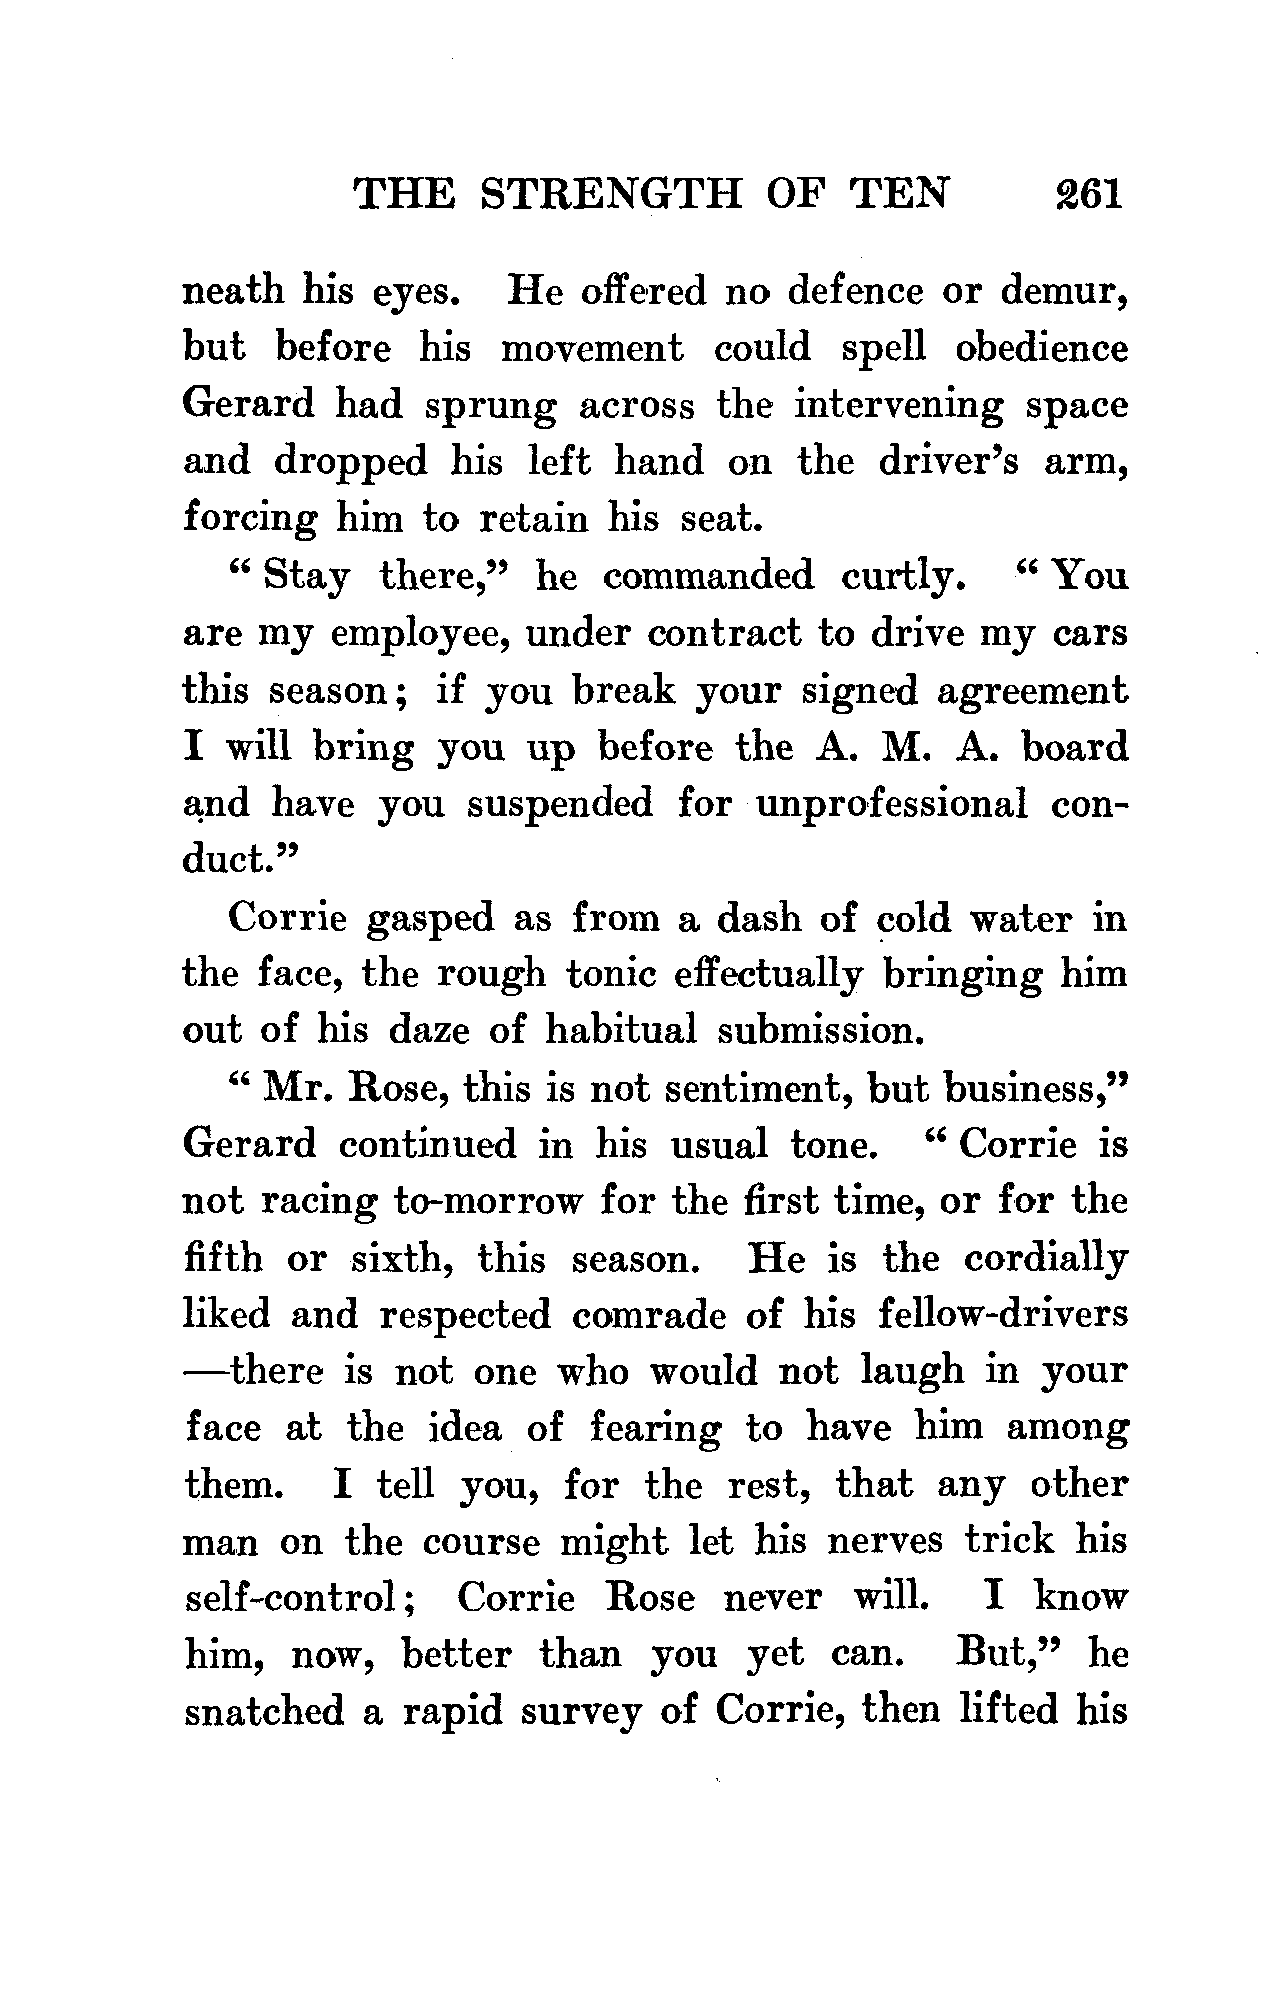 THE STRENGTH OF TEN 261
neath his eyes. He offered no defence or demur,
but before his movement could spell obedience
Gerard had sprung across the intervening space
and dropped his left hand on the driver's arm,
forcing him to retain his seat.
“ Stay there,” he commanded curtly. “ You
are my employee, under contract to drive my cars
this season; if you break your signed agreement
I will bring you up before the A. M. A. board
and have you suspended for unprofessional con-
duct.”
Corrie gasped as from a dash of cold water in
the face, the rough tonic effectually bringing him
out of his daze of habitual submission.
“ Mr. Rose, this is not sentiment, but business,”
Gerard continued in his usual tone. “ Corrie is
not racing to-morrow for the first time, or for the
fifth or sixth, this season. He is the cordially
liked and respected comrade of his fellow-drivers
—there is not one who would not laugh in your
face at the idea of fearing to have him among
them. I tell you, for the rest, that any other
man on the course might let his nerves trick his
self-control; Corrie Rose never will. I know
him, now, better than you yet can. But,” he
snatched a rapid survey of Corrie, then lifted his